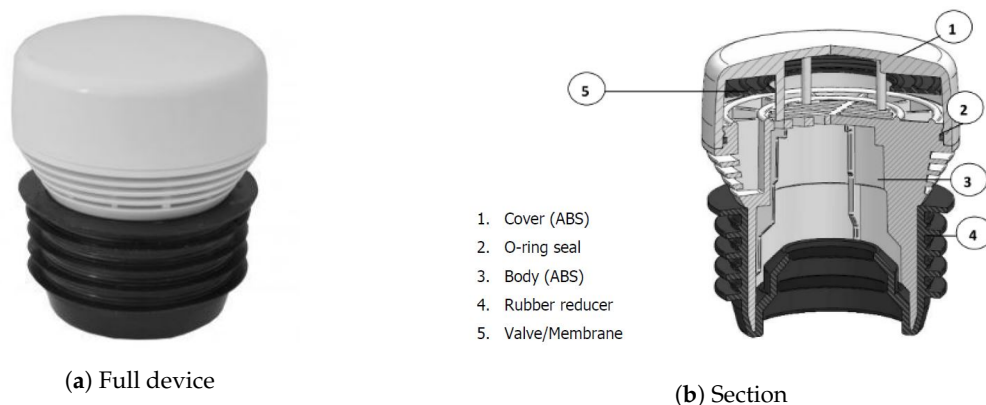 1
5
2
3
4
1. Cover (ABS)
2. O-ring seal
3. Body (ABS)
4. Rubber reducer
5. Valve/Membrane
(a) Full device
(b) Section